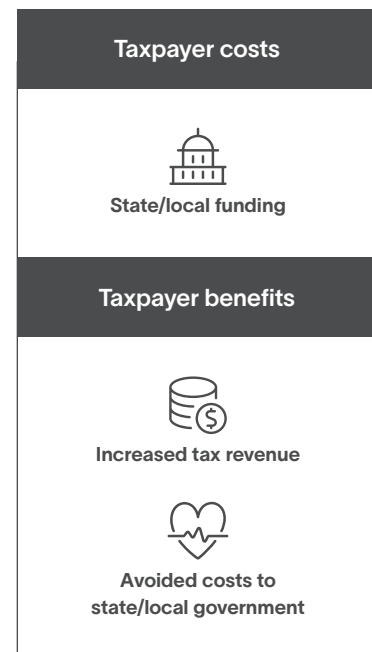 Taxpayer costs
State/local funding
Taxpayer benefits
$
Increased tax revenue
Avoided costs to
state/local government